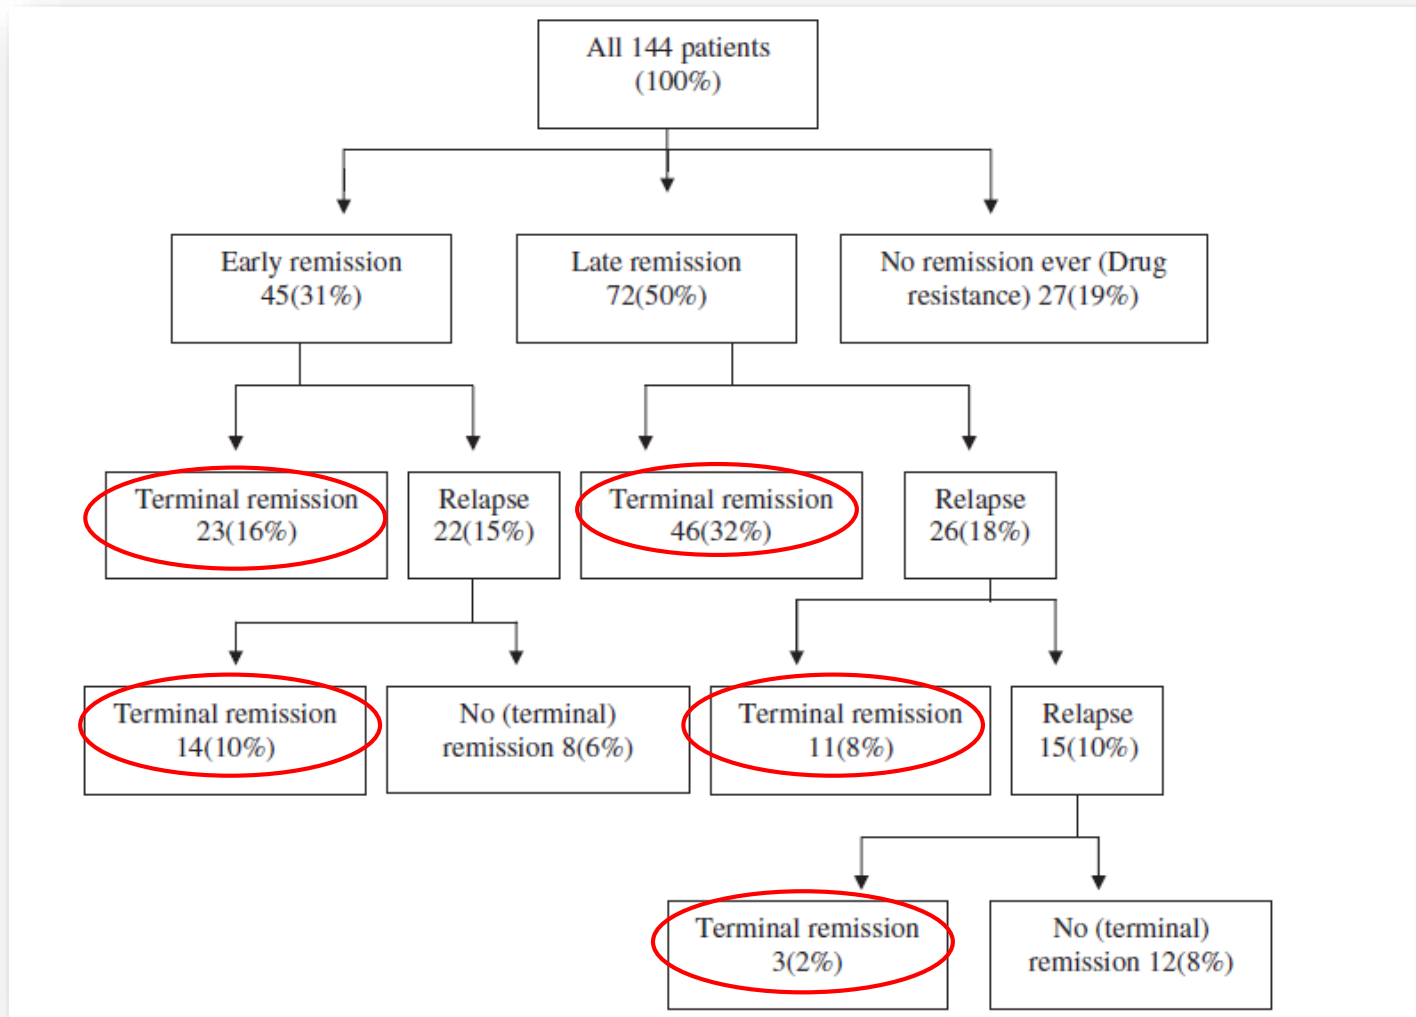 All 144 patients
(100%)
Early remission
45(31%)
Late remission
72(50%)
No remission ever (Drug
resistance) 27(19%)
Terminal remission
23(16%)
Relapse
22(15%)
Terminal remission
46(32%)
Relapse
26(18%)
Terminal remission
14(10%)
No (terminal)
remission 8(6%)
Terminal remission
11(8%)
Relapse
15(10%)
Terminal remission
3(2%)
No (terminal)
remission 12(8%)